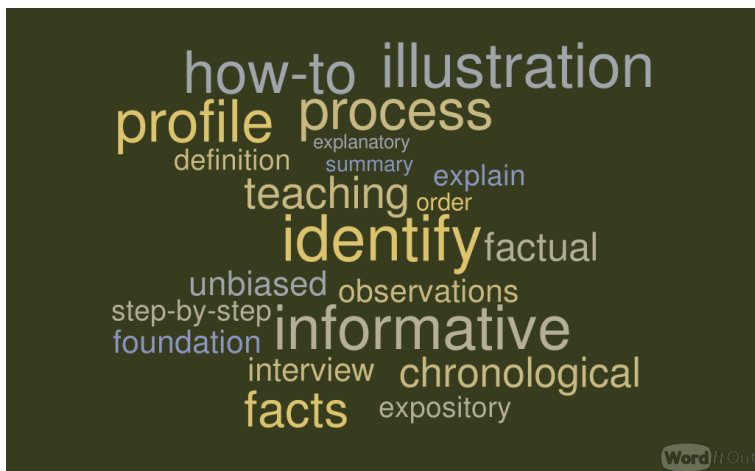 how-to illustration
profile process
explanatory
definition summary explain
teaching order
identify factual
unbiased observations
step-by-step informative
foundation
interview chronological
facts expository
WordItOut